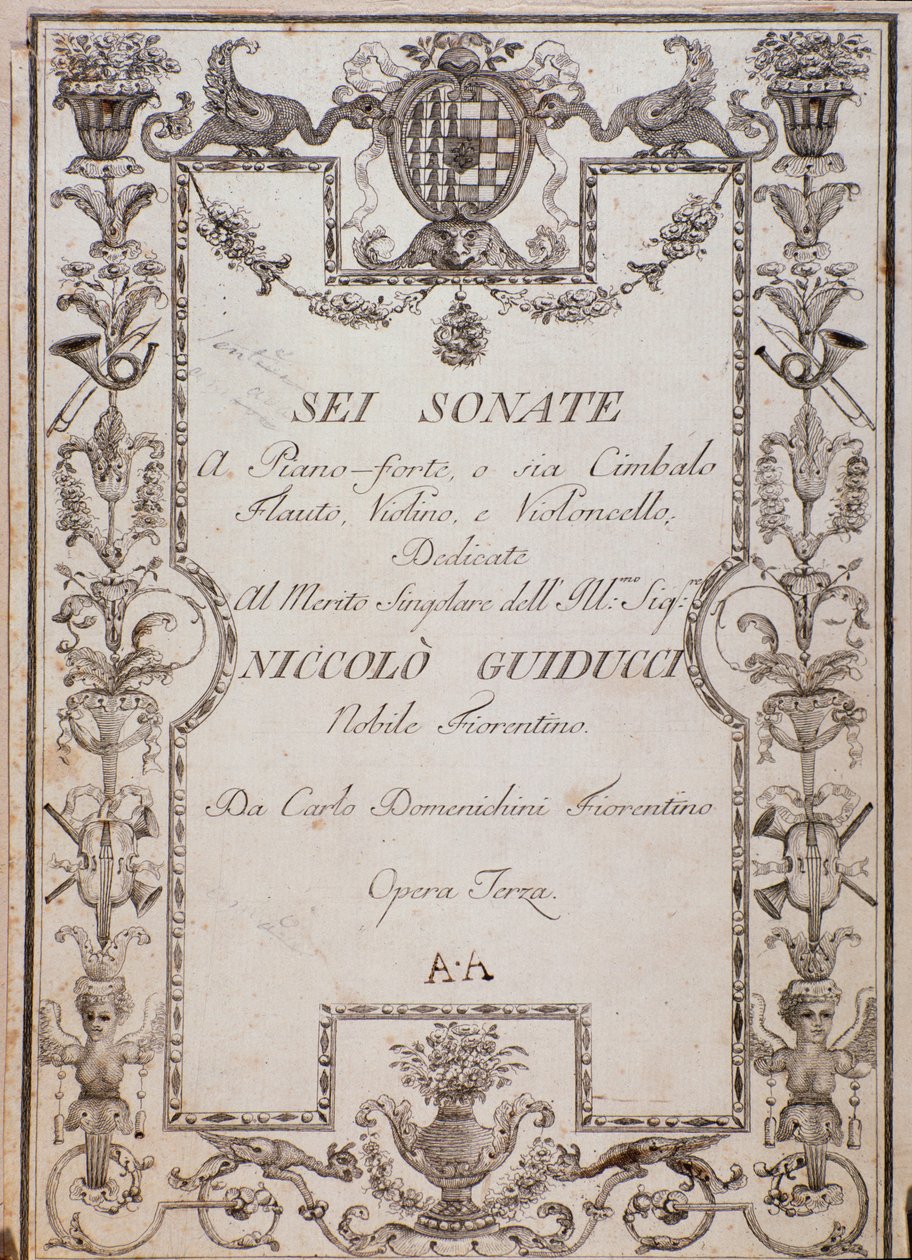 SEI SONATE
A Piano-forte, o sia Cimbalo
Flauto, Violino, e Violoncello,
Dedicate
Al Merito Singolare dell' Ill:mo Sig:re
NICCOLÒ GUIDUCCI
Nobile Fiorentino.
Da Carlo Domenichini Fiorentino
Opera Terza.
A·A